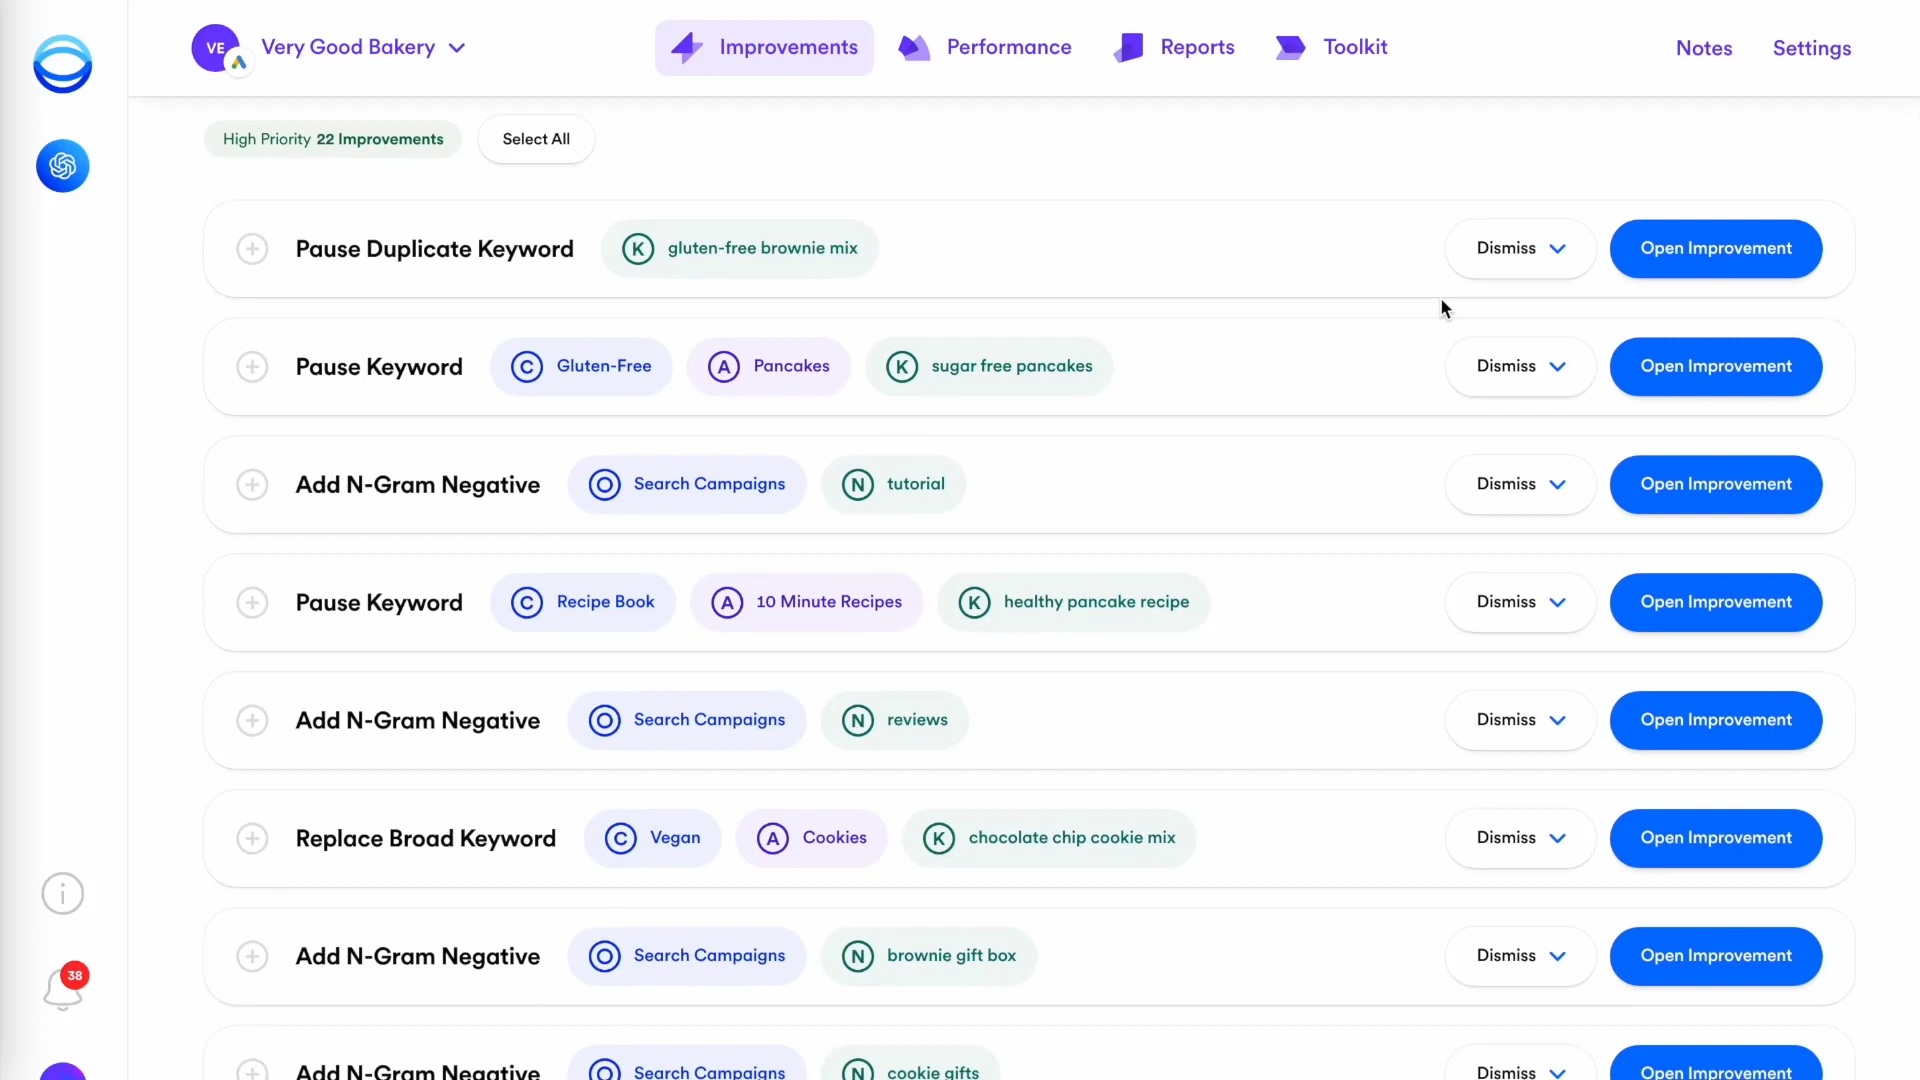 VE Very Good Bakery Improvements Performance Reports Toolkit Notes Settings
High Priority 22 Improvements Select All
Pause Duplicate Keyword K gluten-free brownie mix Dismiss Open Improvement
Pause Keyword C Gluten-Free A Pancakes K sugar free pancakes Dismiss Open Improvement
Add N-Gram Negative O Search Campaigns N tutorial Dismiss Open Improvement
Pause Keyword C Recipe Book A 10 Minute Recipes K healthy pancake recipe Dismiss Open Improvement
Add N-Gram Negative O Search Campaigns N reviews Dismiss Open Improvement
Replace Broad Keyword C Vegan A Cookies K chocolate chip cookie mix Dismiss Open Improvement
Add N-Gram Negative O Search Campaigns N brownie gift box Dismiss Open Improvement
38
Add N-Gram Negative O Search Campaigns N cookie gifts Dismiss Open Improvement